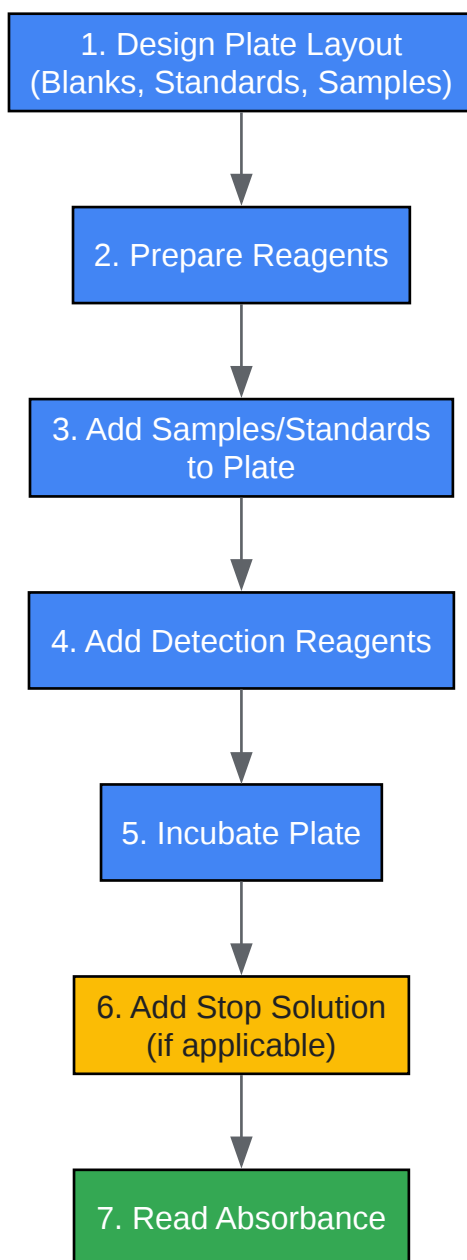 1. Design Plate Layout
(Blanks, Standards, Samples)
2. Prepare Reagents
3. Add Samples/Standards
to Plate
4. Add Detection Reagents
5. Incubate Plate
6. Add Stop Solution
(if applicable)
7. Read Absorbance